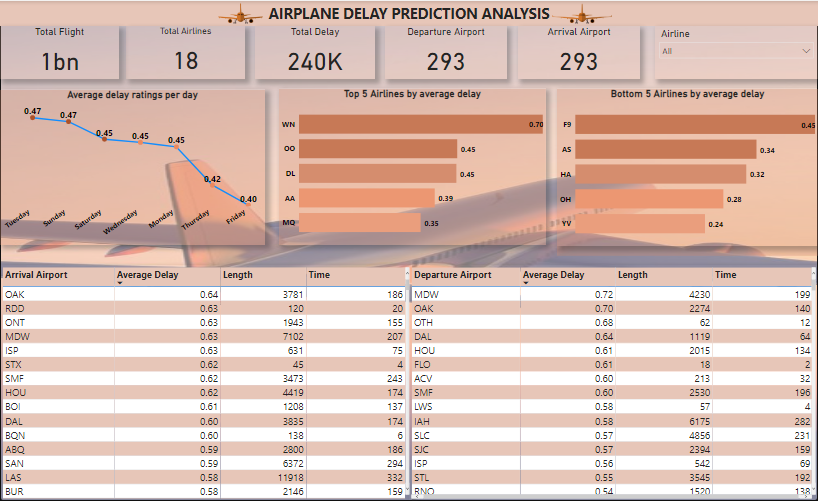 AIRPLANE DELAY PREDICTION ANALYSIS
Total Flight
1bn
Total Airlines
18
Total Delay
240K
Departure Airport
293
Arrival Airport
293
Airline
All
Average delay ratings per day
0.47
0.47
0.45
0.45
0.45
0.42
0.40
Tuesday
Sunday
Saturday
Wednesday
Monday
Thursday
Friday
Top 5 Airlines by average delay
WN 0.70
OO 0.45
DL 0.45
AA 0.39
MQ 0.35
Bottom 5 Airlines by average delay
F9 0.45
AS 0.34
HA 0.32
OH 0.28
YV 0.24
Arrival Airport Average Delay Length Time
OAK 0.64 3781 186
RDD 0.63 120 20
ONT 0.63 1943 155
MDW 0.63 7102 207
ISP 0.63 631 75
STX 0.62 45 4
SMF 0.62 3473 243
HOU 0.62 4419 174
BOI 0.61 1208 137
DAL 0.60 3835 174
BQN 0.60 138 6
ABQ 0.59 2800 186
SAN 0.59 6372 294
LAS 0.58 11918 332
BUR 0.58 2146 159
Departure Airport Average Delay Length Time
MDW 0.72 4230 199
OAK 0.70 2274 140
OTH 0.68 62 12
DAL 0.64 1119 64
HOU 0.61 2015 134
FLO 0.61 18 2
ACV 0.60 213 32
SMF 0.60 2530 196
LWS 0.58 57 4
IAH 0.58 6175 282
SLC 0.57 4856 231
SJC 0.57 2394 159
ISP 0.56 542 69
STL 0.55 3545 192
RNO 0.54 1520 138